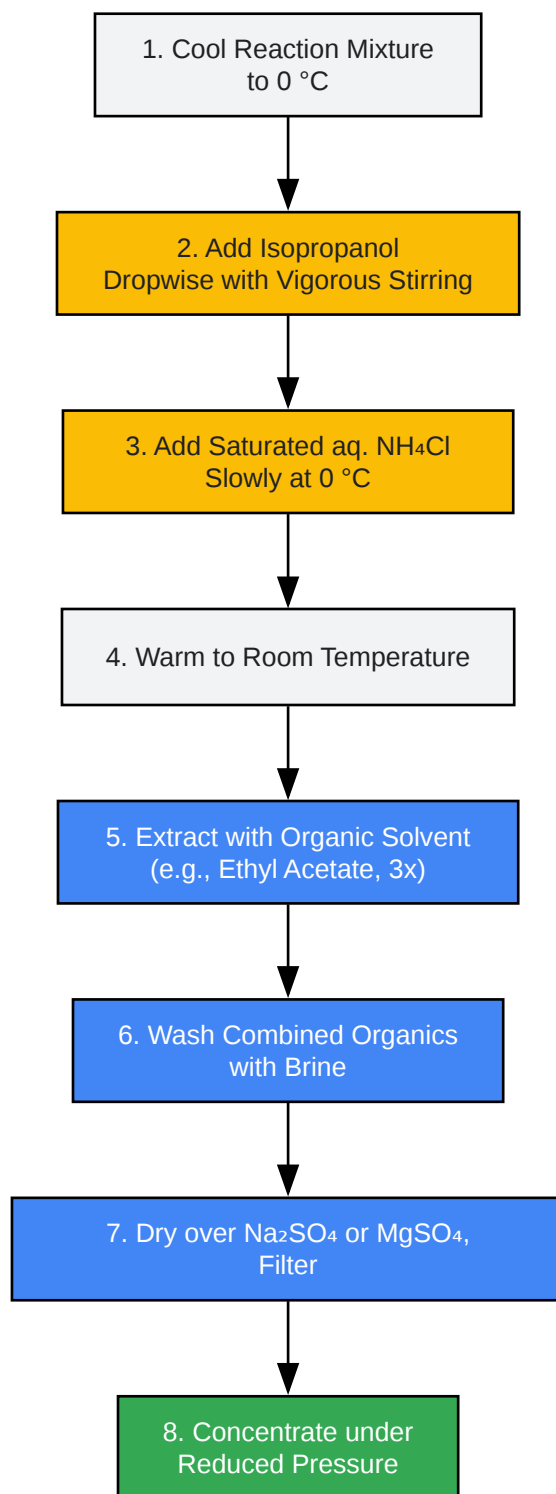 1. Cool Reaction Mixture
to 0 °C
2. Add Isopropanol
Dropwise with Vigorous Stirring
3. Add Saturated aq. NH₄Cl
Slowly at 0 °C
4. Warm to Room Temperature
5. Extract with Organic Solvent
(e.g., Ethyl Acetate, 3x)
6. Wash Combined Organics
with Brine
7. Dry over Na₂SO₄ or MgSO₄,
Filter
8. Concentrate under
Reduced Pressure